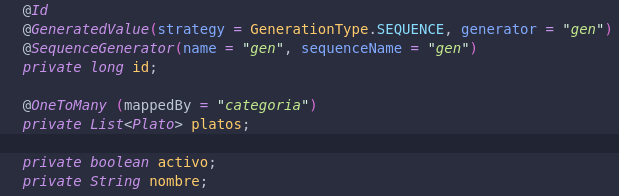 @Id
@GeneratedValue(strategy = GenerationType.SEQUENCE, generator = "gen")
@SequenceGenerator(name = "gen", sequenceName = "gen")
private long id;
@OneToMany (mappedBy = "categoria")
private List<Plato> platos;
private boolean activo;
private String nombre;